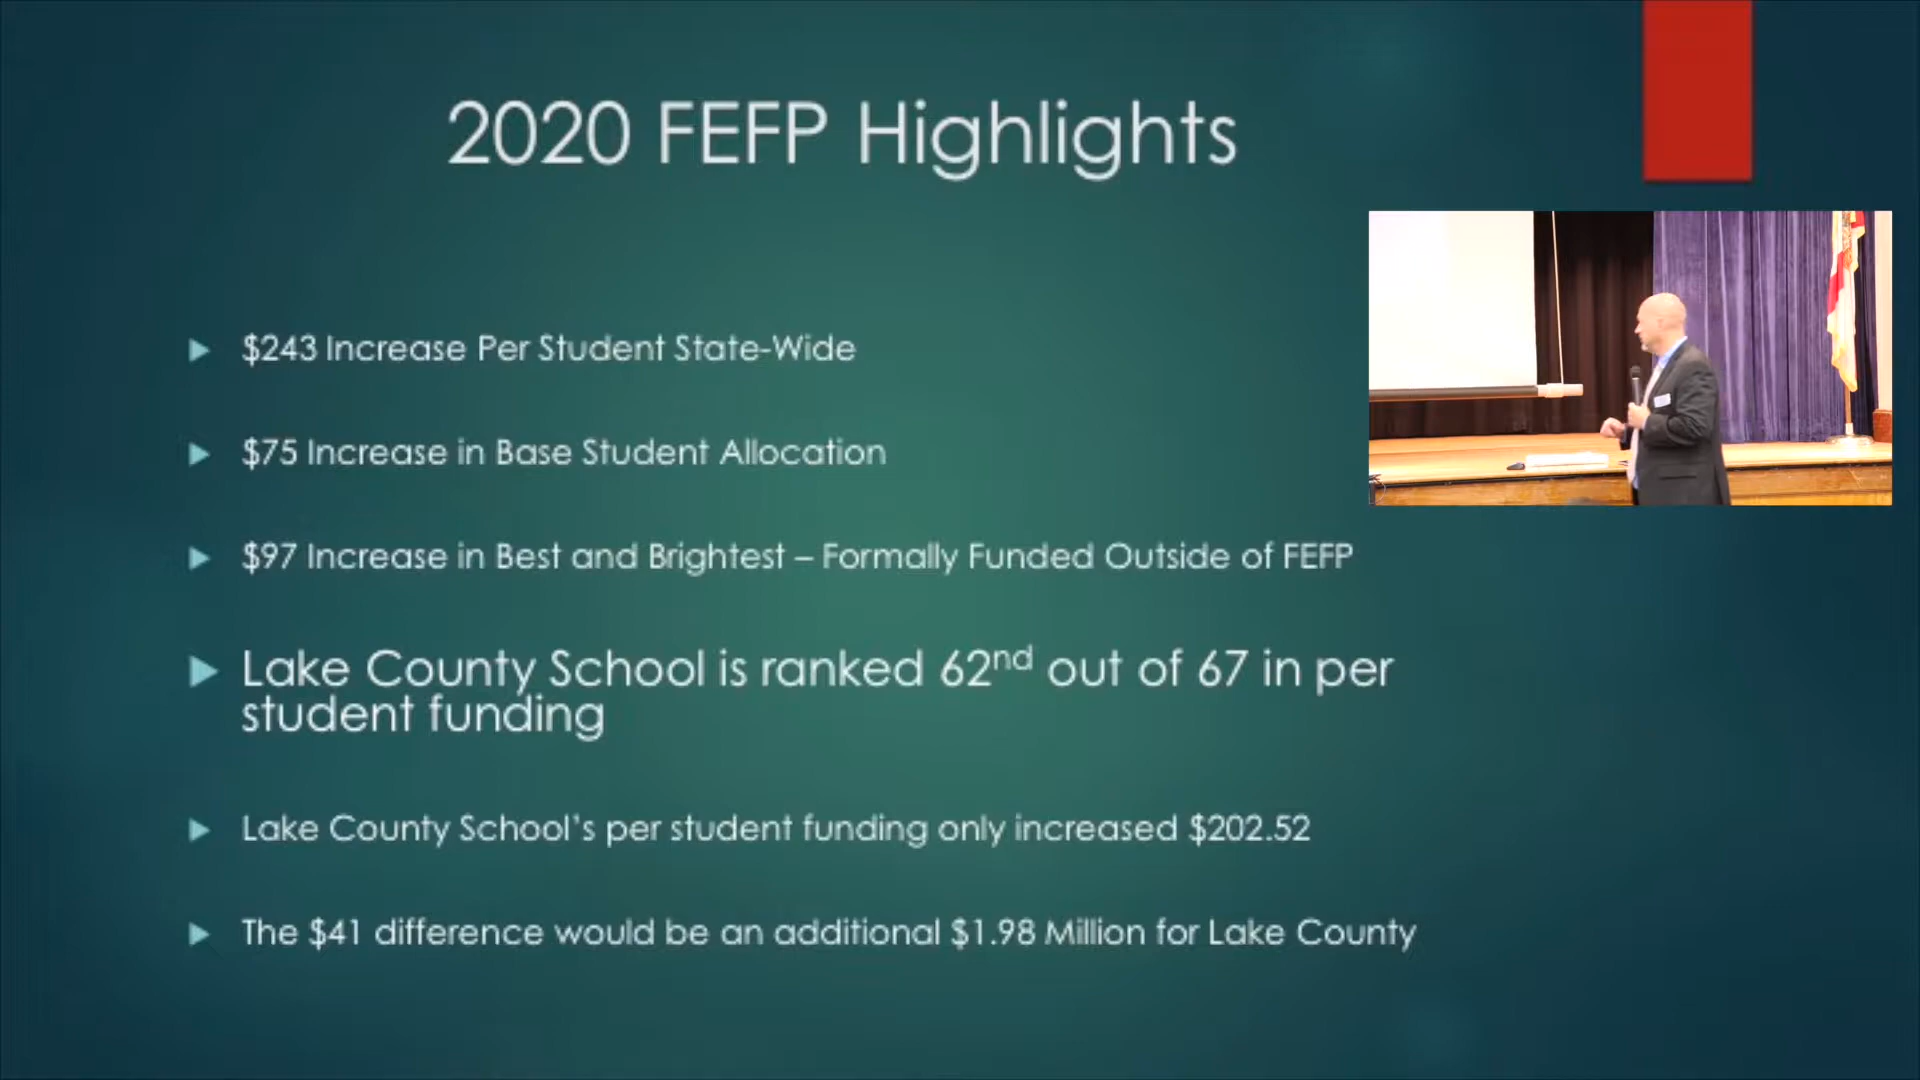 2020 FEFP Highlights
$243 Increase Per Student State-Wide
$75 Increase in Base Student Allocation
$97 Increase in Best and Brightest – Formally Funded Outside of FEFP
Lake County School is ranked 62nd out of 67 in per
student funding
Lake County School's per student funding only increased $202.52
The $41 difference would be an additional $1.98 Million for Lake County